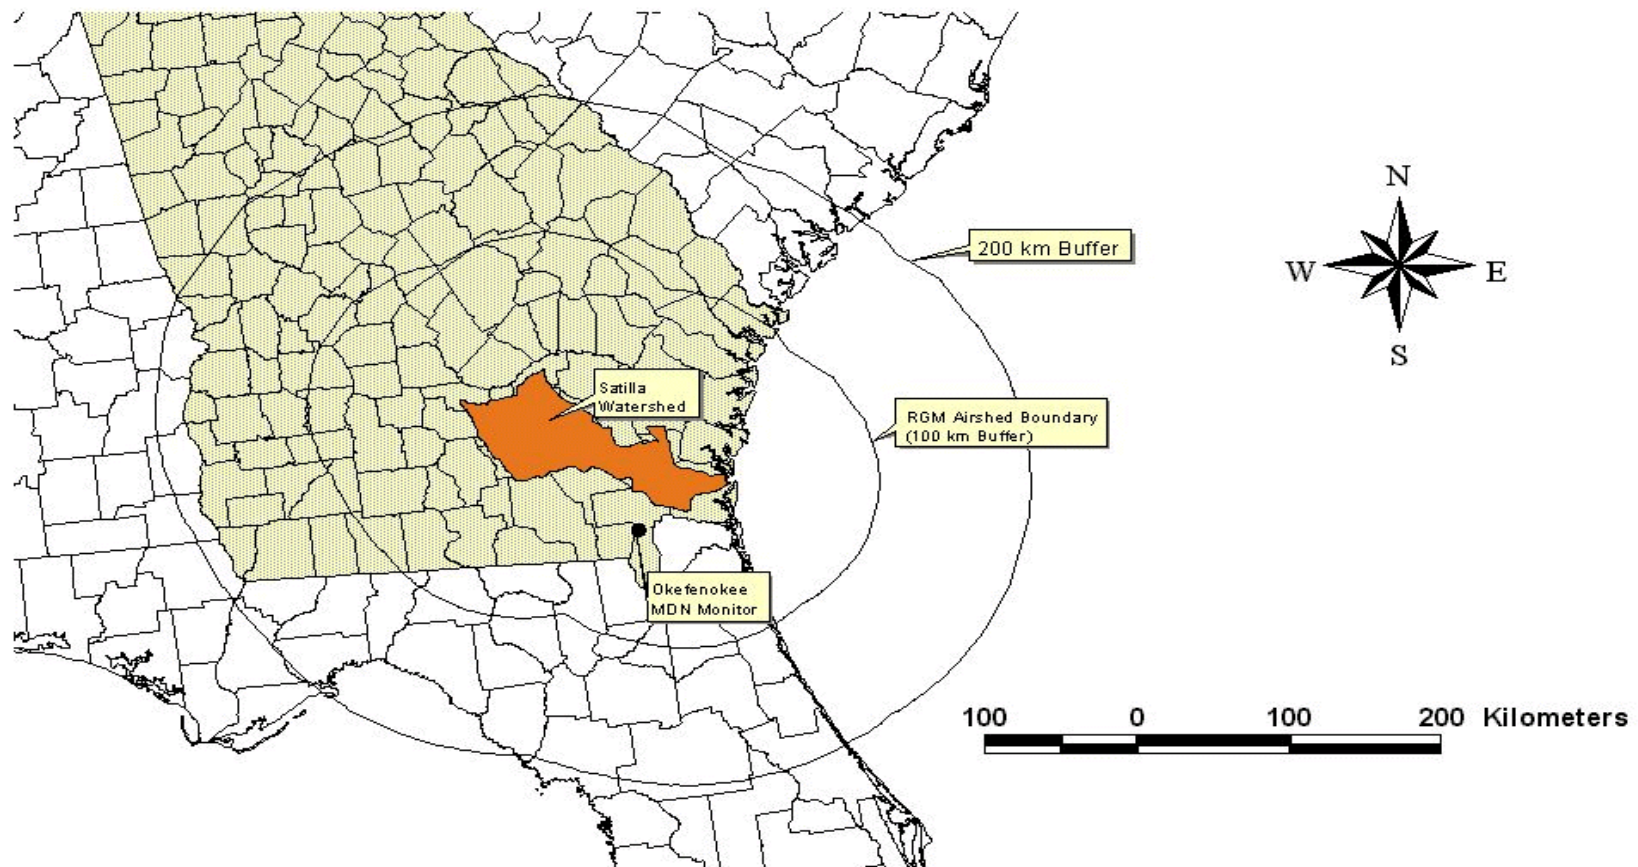 N
200 km Buffer
W
E
S
Satilla
Watershed
RGM Airshed Boundary
(100 km Buffer)
Okefenokee
MDN Monitor
100 0 100 200 Kilometers